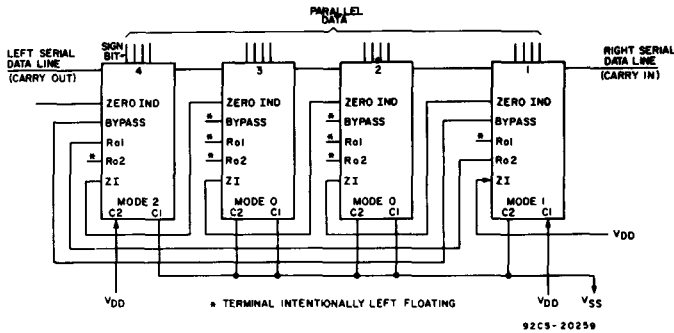 PARALLEL
DATA
LEFT SERIAL
DATA LINE
(CARRY OUT)
SIGN
BIT
RIGHT SERIAL
DATA LINE
(CARRY IN)
4
3
2
1
ZERO IND
ZERO IND
ZERO IND
ZERO IND
BYPASS
* BYPASS
* BYPASS
BYPASS
Ro1
* Ro1
* Ro1
* Ro1
* Ro2
* Ro2
* Ro2
Ro2
ZI
ZI
ZI
ZI
MODE 2
MODE 0
MODE 0
MODE 1
C2 C1
C2 C1
C2 C1
C2 C1
VDD
VDD
* TERMINAL INTENTIONALLY LEFT FLOATING
VDD
VSS
92CS-20259